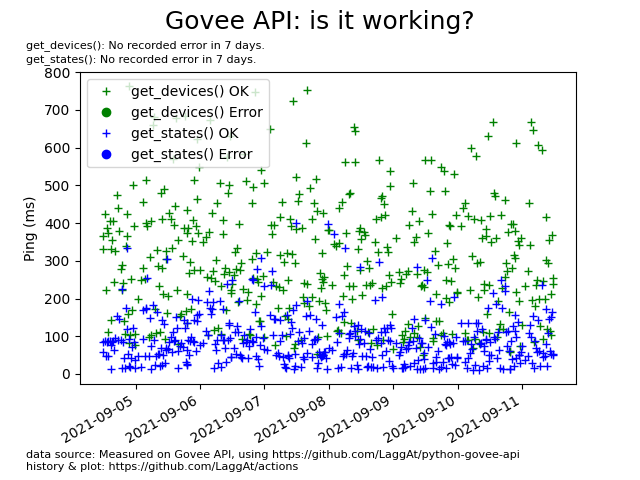 Govee API: is it working?
get_devices(): No recorded error in 7 days.
get_states(): No recorded error in 7 days.
get_devices() OK
get_devices() Error
get_states() OK
get_states() Error
Ping (ms)
800
700
600
500
400
300
200
100
0
2021-09-05
2021-09-06
2021-09-07
2021-09-08
2021-09-09
2021-09-10
2021-09-11
data source: Measured on Govee API, using https://github.com/LaggAt/python-govee-api
history & plot: https://github.com/LaggAt/actions